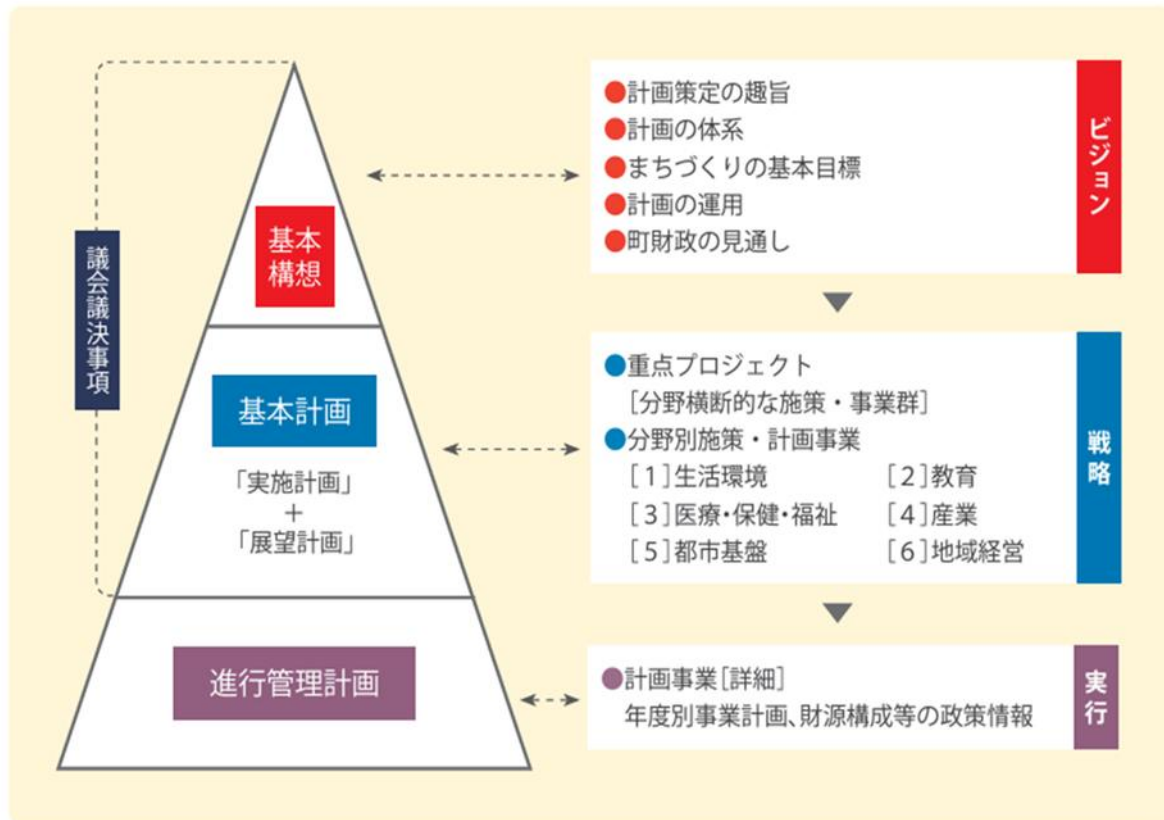 議会議決事項
基本
構想
基本計画
「実施計画」
+
「展望計画」
進行管理計画
●計画策定の趣旨
●計画の体系
●まちづくりの基本目標
●計画の運用
●町財政の見通し
ビジョン
●重点プロジェクト
[分野横断的な施策・事業群]
●分野別施策・計画事業
[1]生活環境 [2]教育
[3]医療・保健・福祉 [4]産業
[5]都市基盤 [6]地域経営
戦略
●計画事業[詳細]
年度別事業計画、財源構成等の政策情報
実行